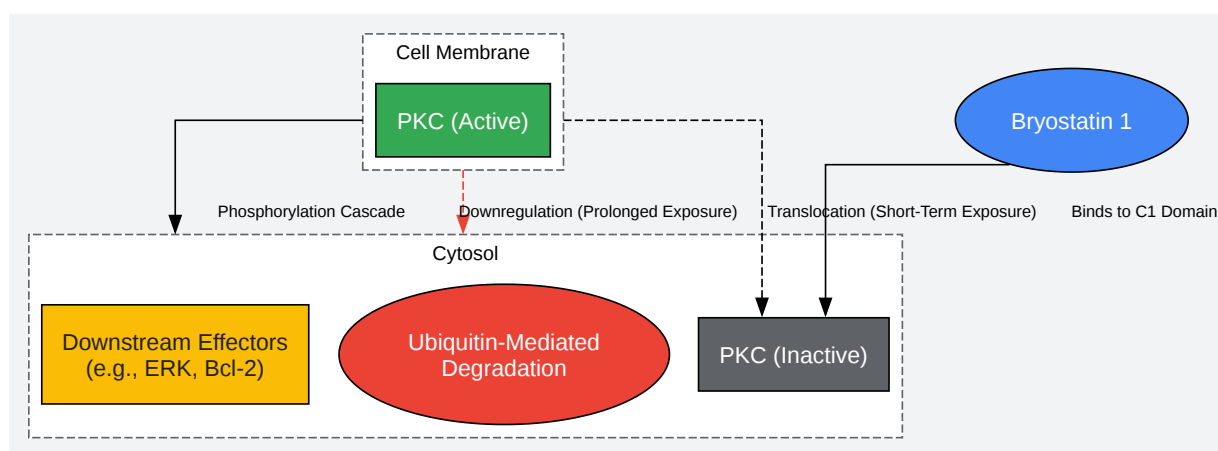 Cell Membrane
PKC (Active)
Bryostatin 1
Phosphorylation Cascade
Downregulation (Prolonged Exposure)
Translocation (Short-Term Exposure)
Binds to C1 Domain
Cytosol
Downstream Effectors
(e.g., ERK, Bcl-2)
Ubiquitin-Mediated
Degradation
PKC (Inactive)